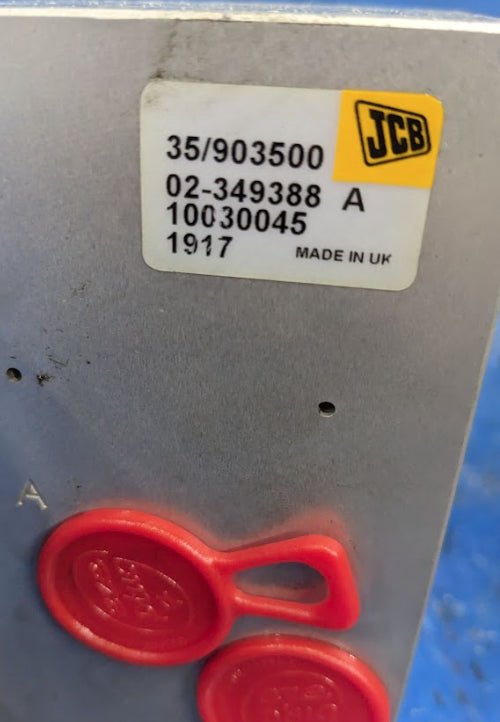 JCB
35/903500
02-349388 A
10030045
1917 MADE IN UK
A